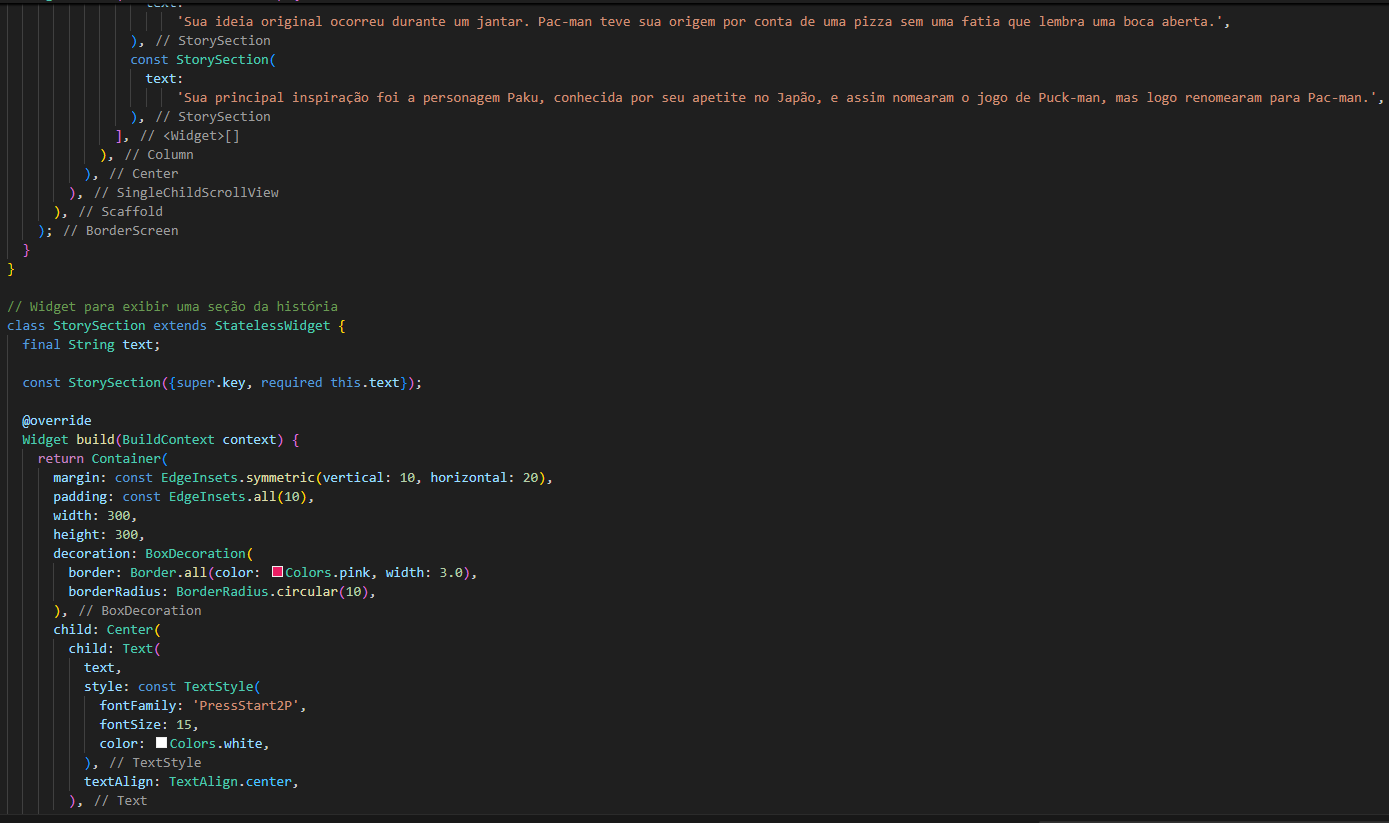 text:
'Sua ideia original ocorreu durante um jantar. Pac-man teve sua origem por conta de uma pizza sem uma fatia que lembra uma boca aberta.',
), // StorySection
const StorySection(
text:
'Sua principal inspiração foi a personagem Paku, conhecida por seu apetite no Japão, e assim nomearam o jogo de Puck-man, mas logo renomearam para Pac-man.',
), // StorySection
], // <Widget>[]
), // Column
), // Center
), // SingleChildScrollView
), // Scaffold
); // BorderScreen
}
}
// Widget para exibir uma seção da história
class StorySection extends StatelessWidget {
final String text;
const StorySection({super.key, required this.text});
@override
Widget build(BuildContext context) {
return Container(
margin: const EdgeInsets.symmetric(vertical: 10, horizontal: 20),
padding: const EdgeInsets.all(10),
width: 300,
height: 300,
decoration: BoxDecoration(
border: Border.all(color: Colors.pink, width: 3.0),
borderRadius: BorderRadius.circular(10),
), // BoxDecoration
child: Center(
child: Text(
text,
style: const TextStyle(
fontFamily: 'PressStart2P',
fontSize: 15,
color: Colors.white,
), // TextStyle
textAlign: TextAlign.center,
), // Text